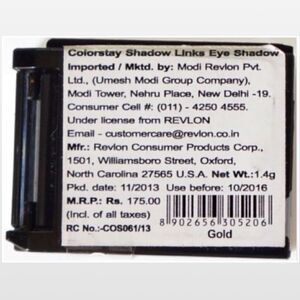 Colorstay Shadow Links Eye Shadow
Imported / Mktd. by: Modi Revlon Pvt.
Ltd., (Umesh Modi Group Company),
Modi Tower, Nehru Place, New Delhi -19.
Consumer Cell #: (011) - 4250 4555.
Under license from REVLON
Email - customercare@revlon.co.in
Mfr.: Revlon Consumer Products Corp.,
1501, Williamsboro Street, Oxford,
North Carolina 27565 U.S.A. Net =1.4g
Pkd. date: 11/2013 Use before: 10/2016
M.R.P.: Rs. 175.00
(Incl. of all taxes)
RC No.:-COS061/13
8 902656 305206
Gold